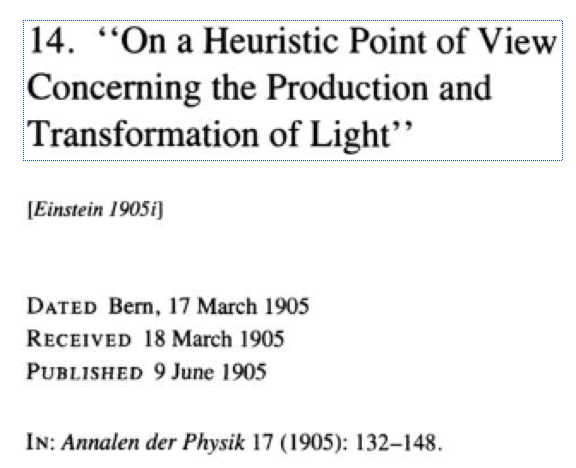 14. ‘‘On a Heuristic Point of View
Concerning the Production and
Transformation of Light’’
[Einstein 1905i]
DATED Bern, 17 March 1905
RECEIVED 18 March 1905
PUBLISHED 9 June 1905
IN: Annalen der Physik 17 (1905): 132–148.